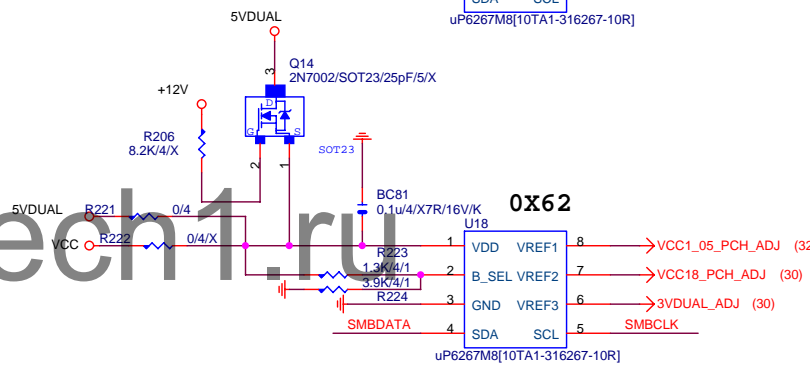 SDA SCL
uP6267M8[10TA1-316267-10R]
5VDUAL
3
Q14
2N7002/SOT23/25pF/5/X
D
G S
+12V
R206
8.2K/4/X
2
1
SOT23
BC81
0.1u/4/X7R/16V/K
0X62
U18
5VDUAL R221 0/4
VCC R222 0/4/X
ech1.ru
1 VDD VREF1 8 VCC1_05_PCH_ADJ (32
R223
1.3K/4/1
2 B_SEL VREF2 7 VCC18_PCH_ADJ (30)
3.9K/4/1
R224
3 GND VREF3 6 3VDUAL_ADJ (30)
SMBDATA 4 SDA SCL 5 SMBCLK
uP6267M8[10TA1-316267-10R]